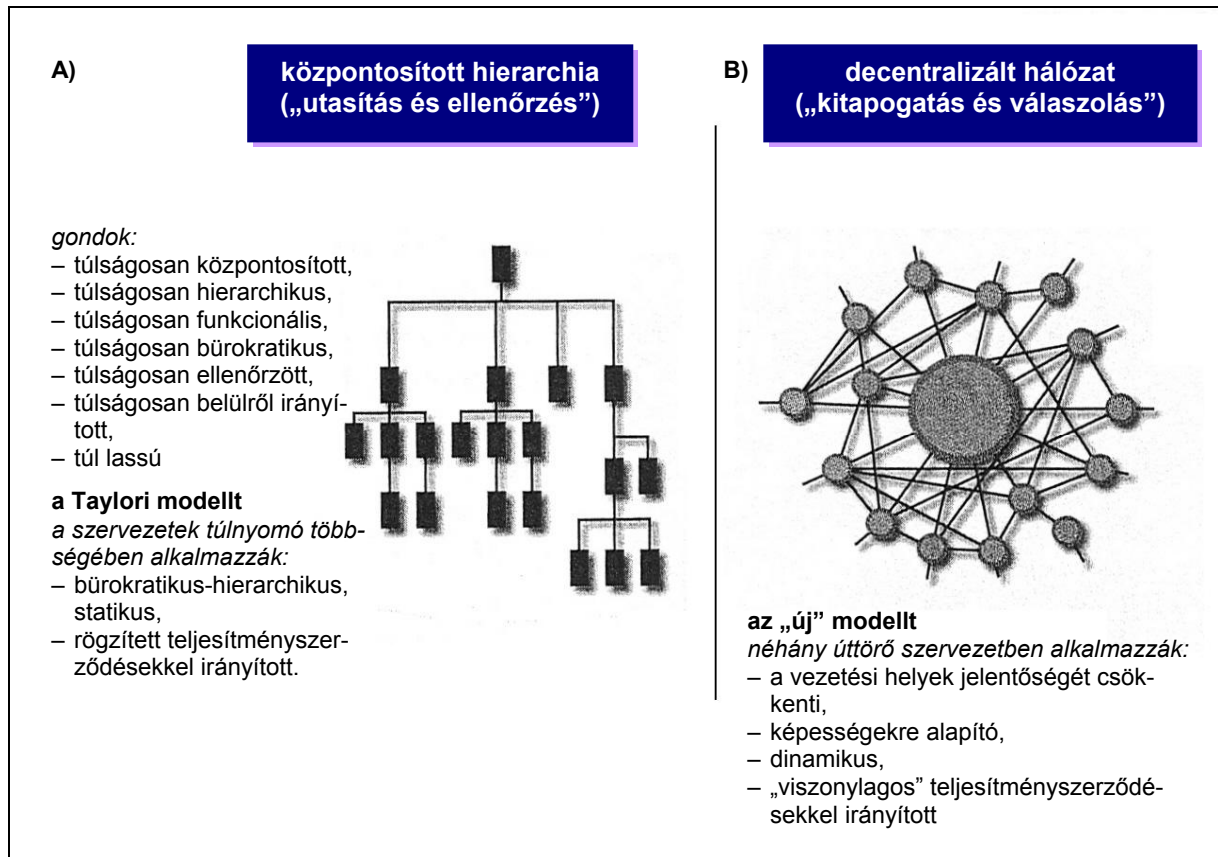 A)
központosított hierarchia
(„utasítás és ellenőrzés”)
gondok:
– túlságosan központosított,
– túlságosan hierarchikus,
– túlságosan funkcionális,
– túlságosan bürokratikus,
– túlságosan ellenőrzött,
– túlságosan belülről irányí-
tott,
– túl lassú
a Taylori modellt
a szervezetek túlnyomó több-
ségében alkalmazzák:
– bürokratikus-hierarchikus,
statikus,
– rögzített teljesítményszer-
ződésekkel irányított.
B)
decentralizált hálózat
(„kitapogatás és válaszolás”)
az „új” modellt
néhány úttörő szervezetben alkalmazzák:
– a vezetési helyek jelentőségét csök-
kenti,
– képességekre alapító,
– dinamikus,
– „viszonylagos” teljesítményszerződé-
sekkel irányított